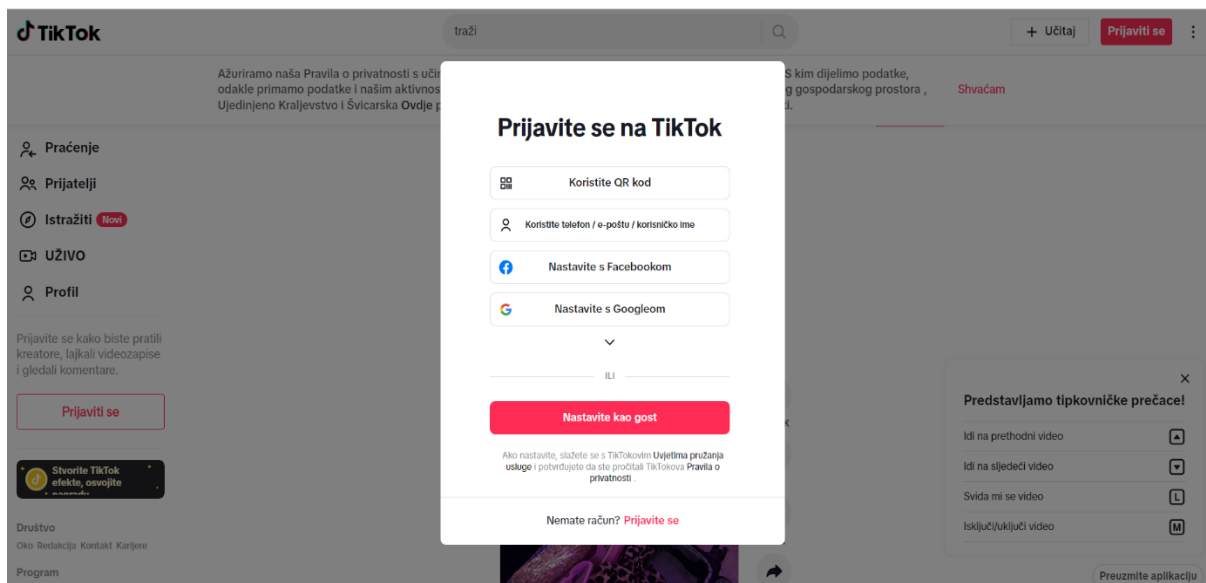 TikTok
traži
+ Učitaj
Prijaviti se
Ažuriramo naša Pravila o privatnosti s
S kim dijelimo podatke,
odakle primamo podatke i našim
gospodarskog prostora ,
Ujedinjeno Kraljevstvo i Švicarska Ovdje
Shvaćam
Praćenje
Prijatelji
Istražiti Novi
UŽIVO
Profil
Prijavite se kako biste pratili
kreatore, lajkali videozapise
i gledali komentare.
Prijaviti se
Stvorite TikTok
efekte, osvojite
nagradu
Društvo
Oko Redakcija Kontakt Karijere
Program
Prijavite se na TikTok
Koristite QR kod
Koristite telefon / e-poštu / korisničko ime
Nastavite s Facebookom
Nastavite s Googleom
ILI
Nastavite kao gost
Ako nastavite, slažete se s TikTokovim Uvjetima pružanja
usluge i potvrđujete da ste pročitali TikTokova Pravila o
privatnosti .
Nemate račun? Prijavite se
Predstavljamo tipkovničke prečace!
Idi na prethodni video
Idi na sljedeći video
Sviđa mi se video L
Isključi/uključi video M
Preuzmite aplikaciju